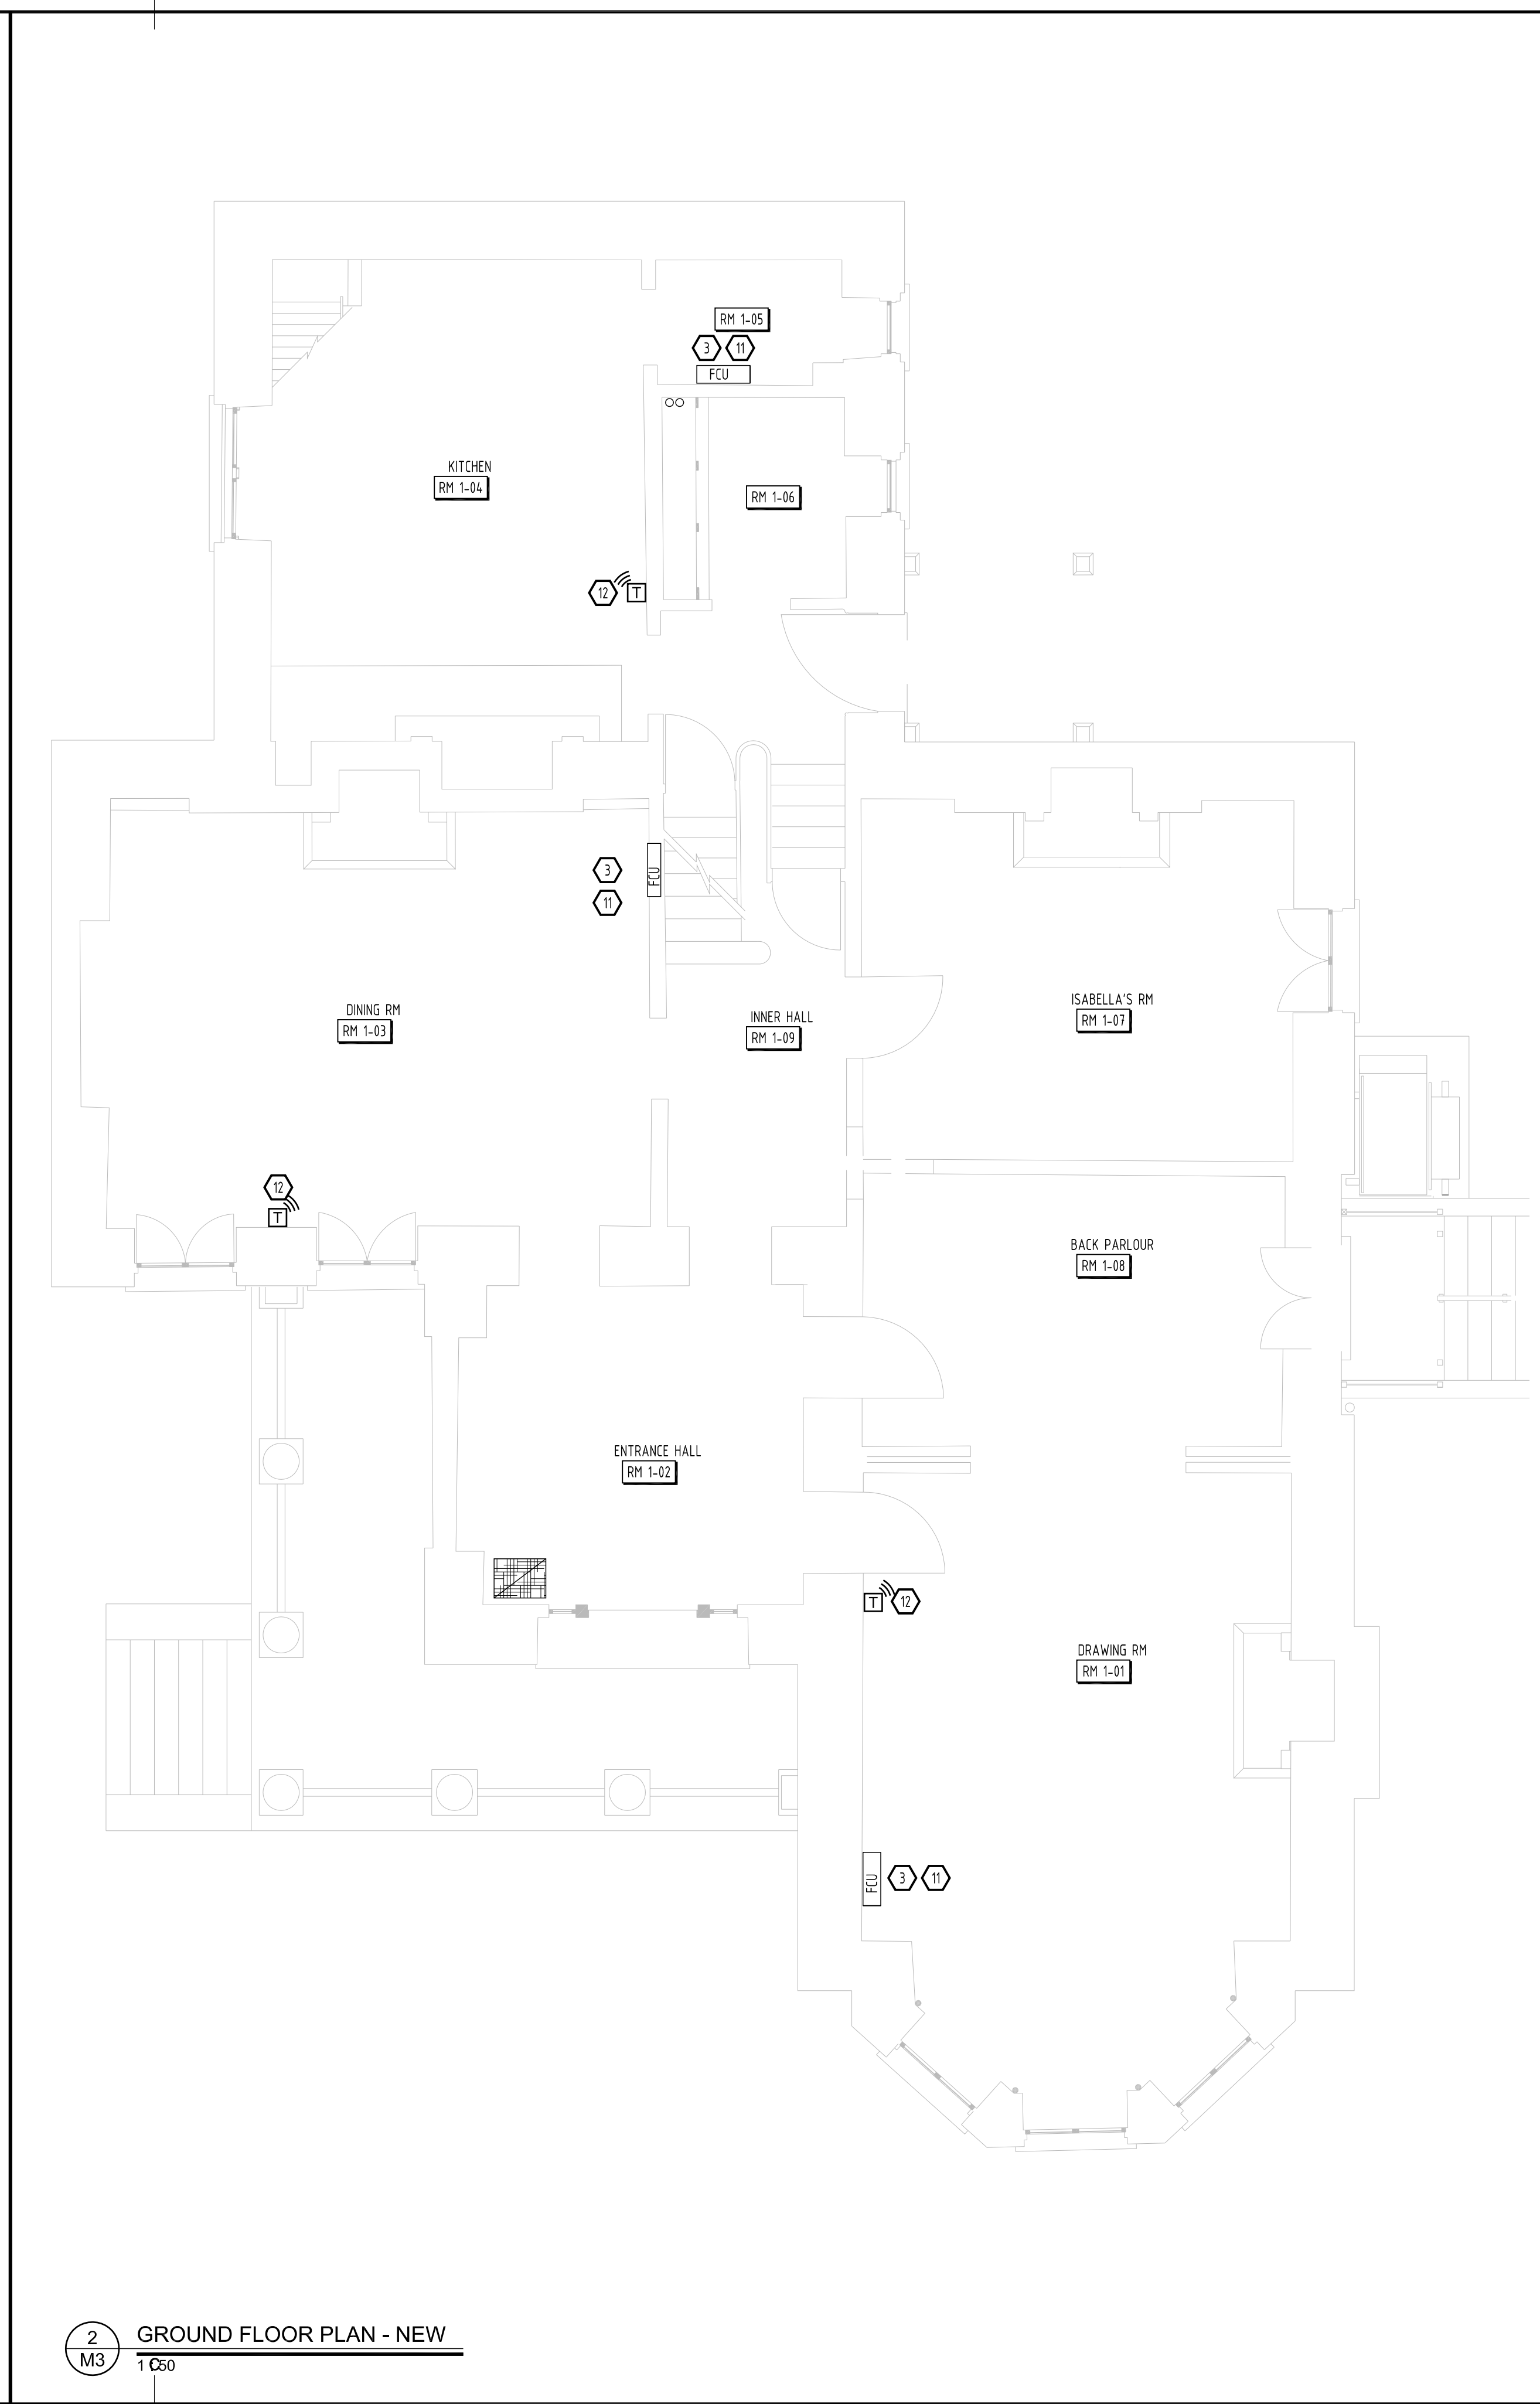 RM 1-05
3 11
FCU
KITCHEN
RM 1-04
RM 1-06
12 T
3
FCU
11
DINING RM
RM 1-03
INNER HALL
RM 1-09
ISABELLA'S RM
RM 1-07
12
T
BACK PARLOUR
RM 1-08
ENTRANCE HALL
RM 1-02
T 12
DRAWING RM
RM 1-01
FCU 3 11
2
M3
GROUND FLOOR PLAN - NEW
1 : 50
C